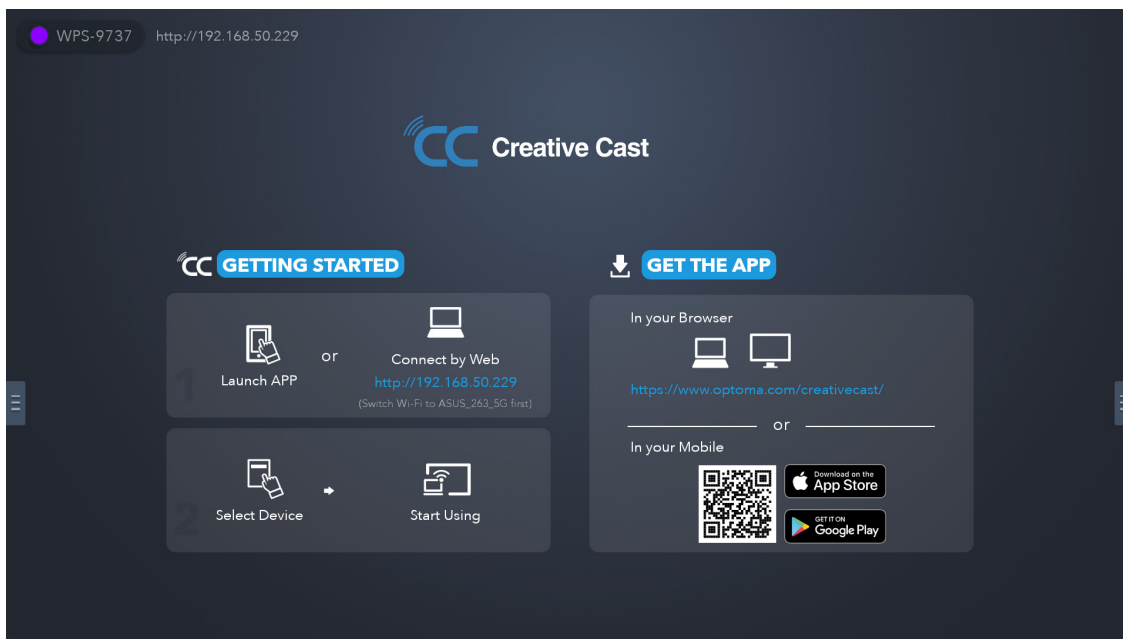 WPS-9737 http://192.168.50.229
CC Creative Cast
CC GETTING STARTED
1
Launch APP
or
Connect by Web
http://192.168.50.229
(Switch Wi-Fi to ASUS_263_5G first)
2
Select Device
Start Using
GET THE APP
In your Browser
https://www.optoma.com/creativecast/
or
In your Mobile
Download on the
App Store
GET IT ON
Google Play